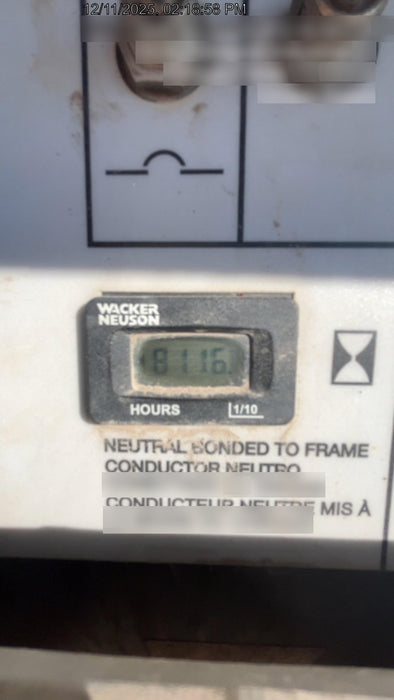 12/11/2025, 02:18:58 PM
WACKER
NEUSON
8116.
HOURS 1/10
NEUTRAL BONDED TO FRAME
CONDUCTOR NEUTRO
CONDUCTEUR NEUTRE MIS À